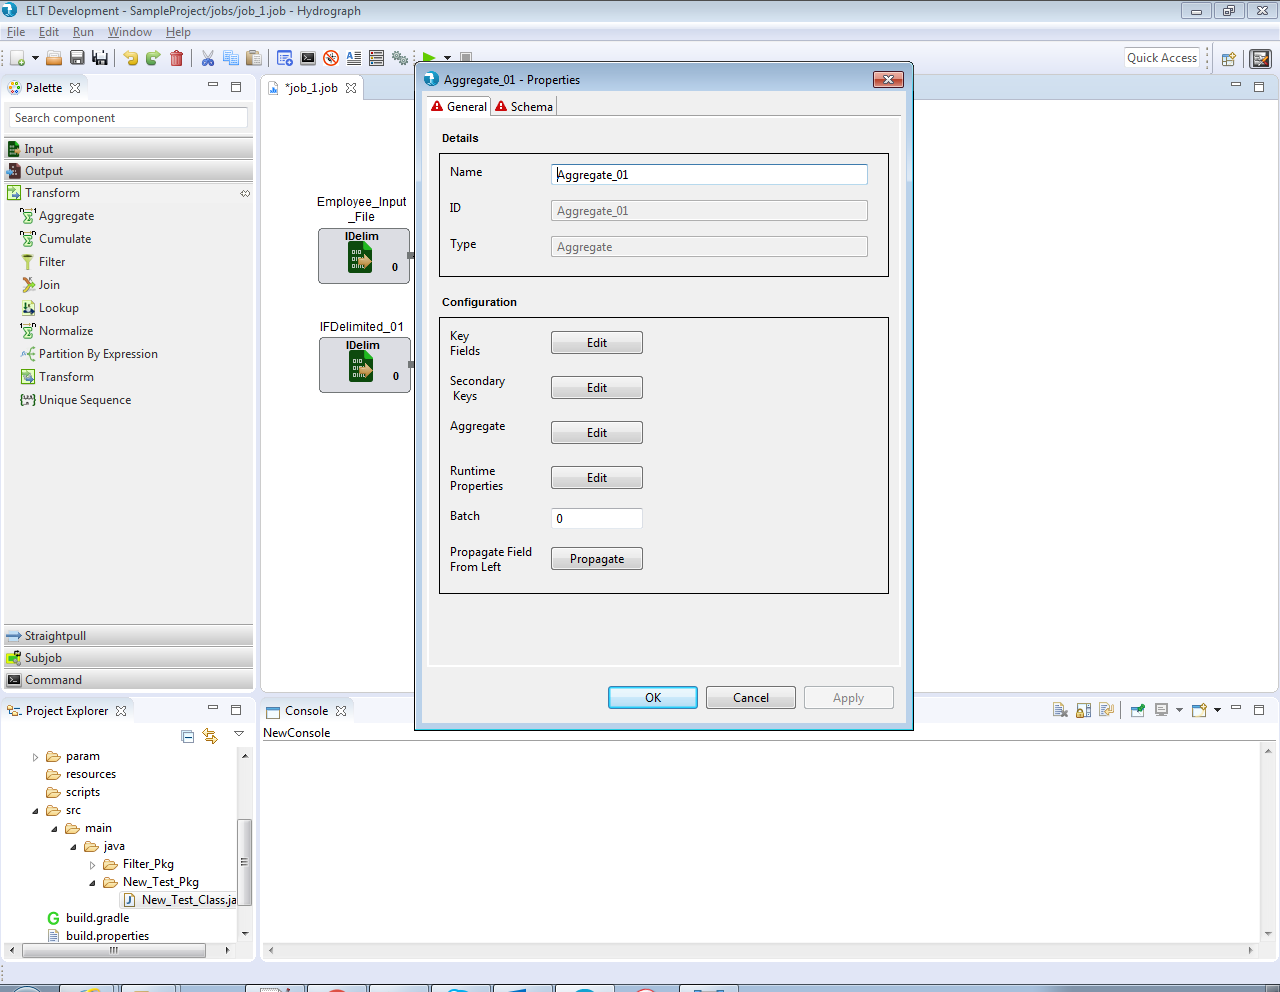 ELT Development - SampleProject/jobs/job_1.job - Hydrograph
File Edit Run Window Help
Quick Access
Palette
*job_1.job
Search component
Input
Output
Transform
Aggregate
Cumulate
Filter
Join
Lookup
Normalize
Partition By Expression
Transform
Unique Sequence
Straightpull
Subjob
Command
Employee_Input
_File
IDelim
0
IFDelimited_01
IDelim
0
Aggregate_01 - Properties
General
Schema
Details
Name
Aggregate_01
ID
Aggregate_01
Type
Aggregate
Configuration
Key
Fields
Edit
Secondary
Keys
Edit
Aggregate
Edit
Runtime
Properties
Edit
Batch
0
Propagate Field
From Left
Propagate
OK
Cancel
Apply
Project Explorer
param
resources
scripts
src
main
java
Filter_Pkg
New_Test_Pkg
New_Test_Class.ja
build.gradle
build.properties
Console
NewConsole